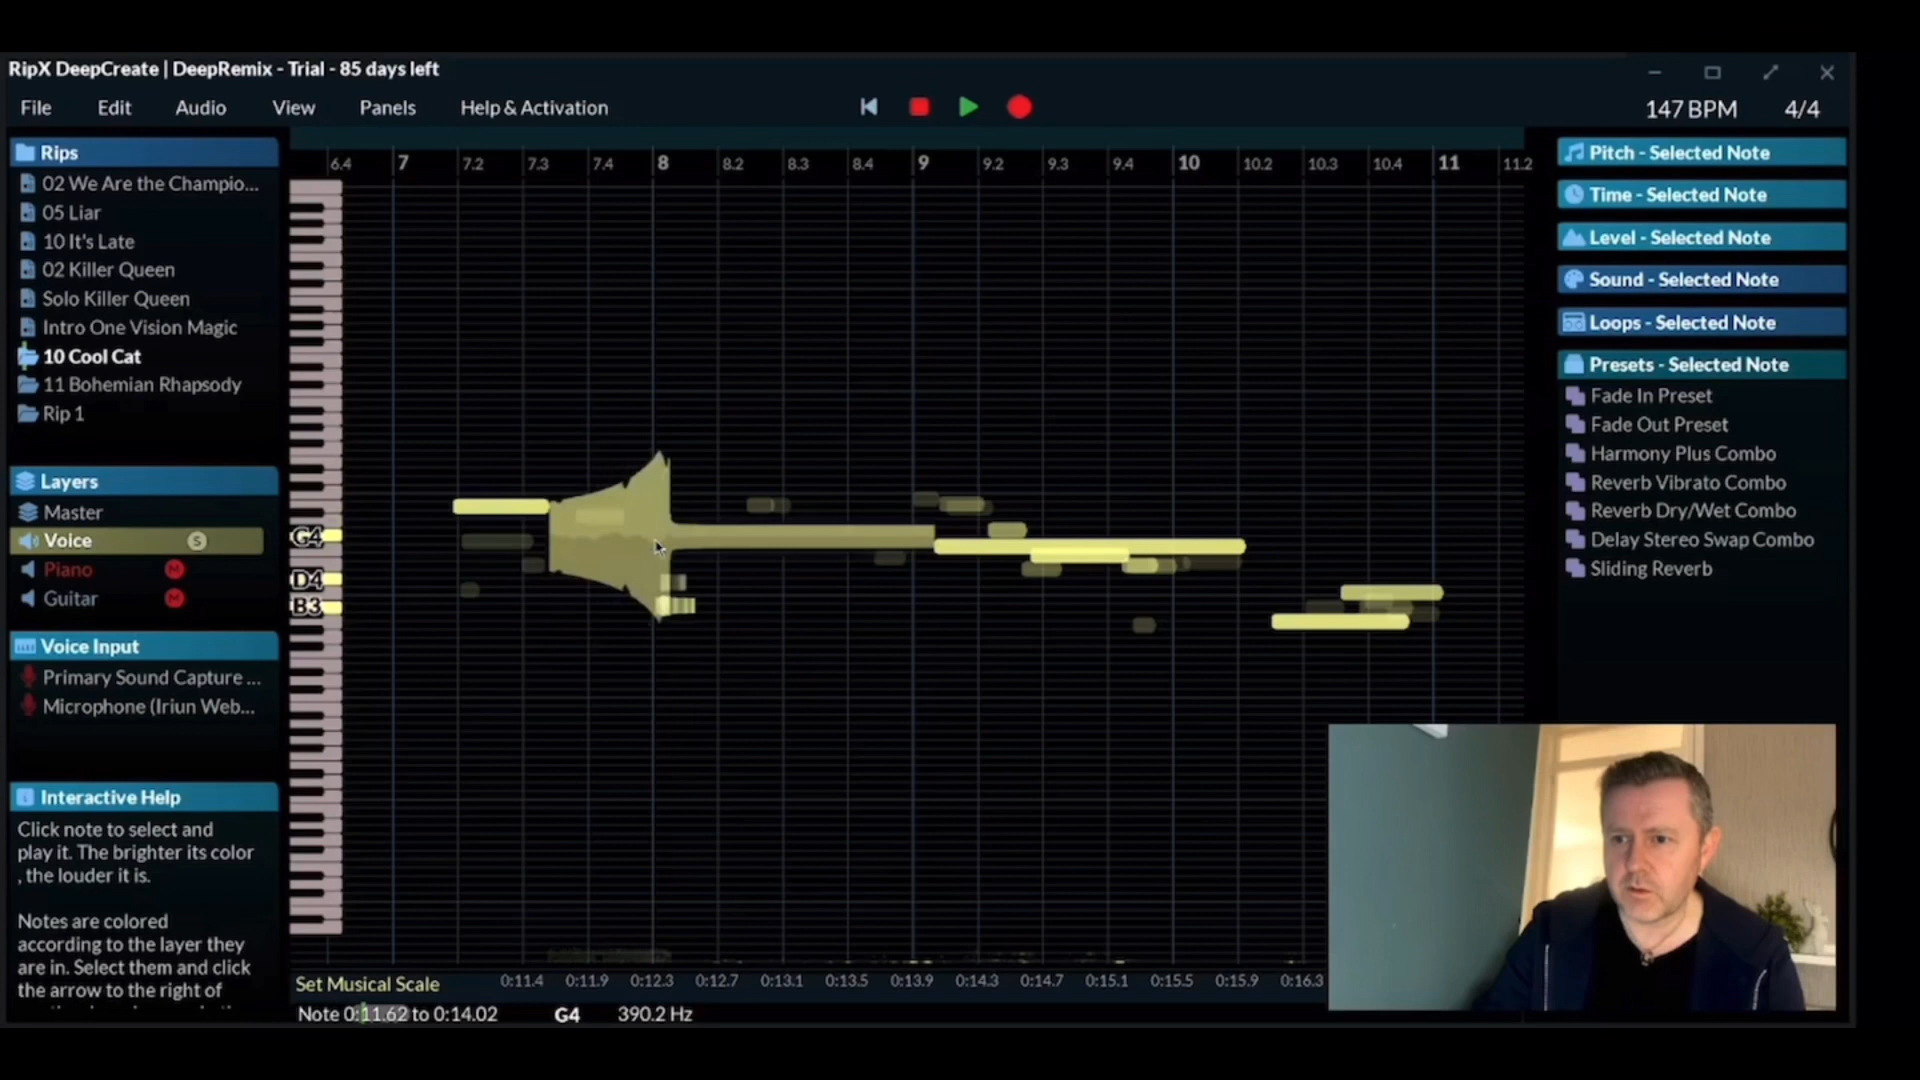 RipX DeepCreate | DeepRemix - Trial - 85 days left
File Edit Audio View Panels Help & Activation
147 BPM 4/4
Rips
02 We Are the Champio...
05 Liar
10 It's Late
02 Killer Queen
Solo Killer Queen
Intro One Vision Magic
10 Cool Cat
11 Bohemian Rhapsody
Rip 1
Layers
Master
Voice S
Piano M
Guitar M
Voice Input
Primary Sound Capture ...
Microphone (Iriun Web...
Interactive Help
Click note to select and
play it. The brighter its color
, the louder it is.
Notes are colored
according to the layer they
are in. Select them and click
the arrow to the right of
6.4 7 7.2 7.3 7.4 8 8.2 8.3 8.4 9 9.2 9.3 9.4 10 10.2 10.3 10.4 11 11.2
G4
D4
B3
Set Musical Scale 0:11.4 0:11.9 0:12.3 0:12.7 0:13.1 0:13.5 0:13.9 0:14.3 0:14.7 0:15.1 0:15.5 0:15.9 0:16.3
Note 0:11.62 to 0:14.02 G4 390.2 Hz
Pitch - Selected Note
Time - Selected Note
Level - Selected Note
Sound - Selected Note
Loops - Selected Note
Presets - Selected Note
Fade In Preset
Fade Out Preset
Harmony Plus Combo
Reverb Vibrato Combo
Reverb Dry/Wet Combo
Delay Stereo Swap Combo
Sliding Reverb